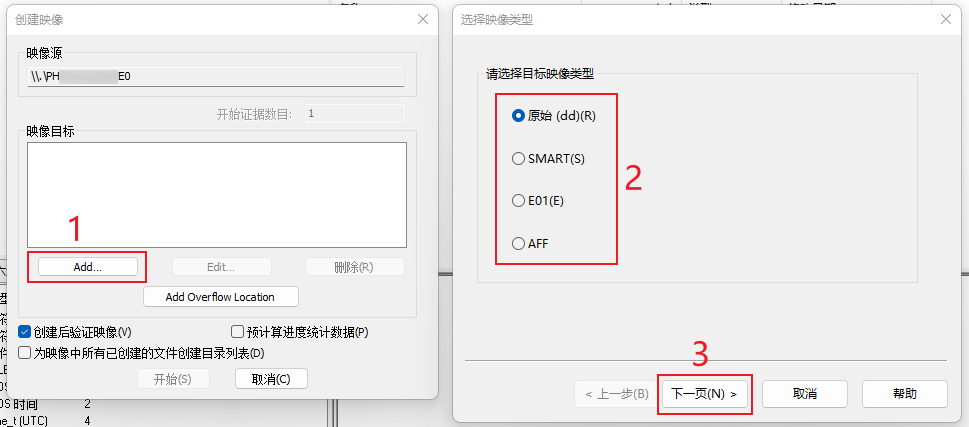 创建映像
映像源
\\.\PH E0
开始证据数目： 1
映像目标
1
Add...
Edit...
删除(R)
Add Overflow Location
创建后验证映像(V)
预计算进度统计数据(P)
为映像中所有已创建的文件创建目录列表(D)
开始(S)
取消(C)
时间 2
(UTC) 4
选择映像类型
请选择目标映像类型
原始 (dd)(R)
SMART(S)
2
E01(E)
AFF
3
< 上一步(B)
下一页(N) >
取消
帮助